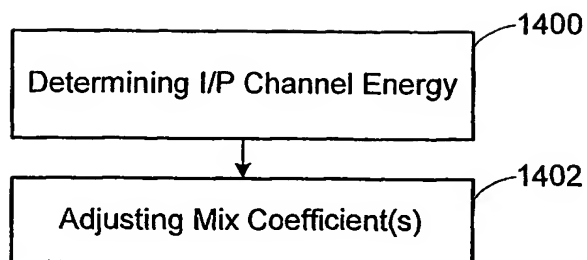 1400
Determining I/P Channel Energy
1402
Adjusting Mix Coefficient(s)